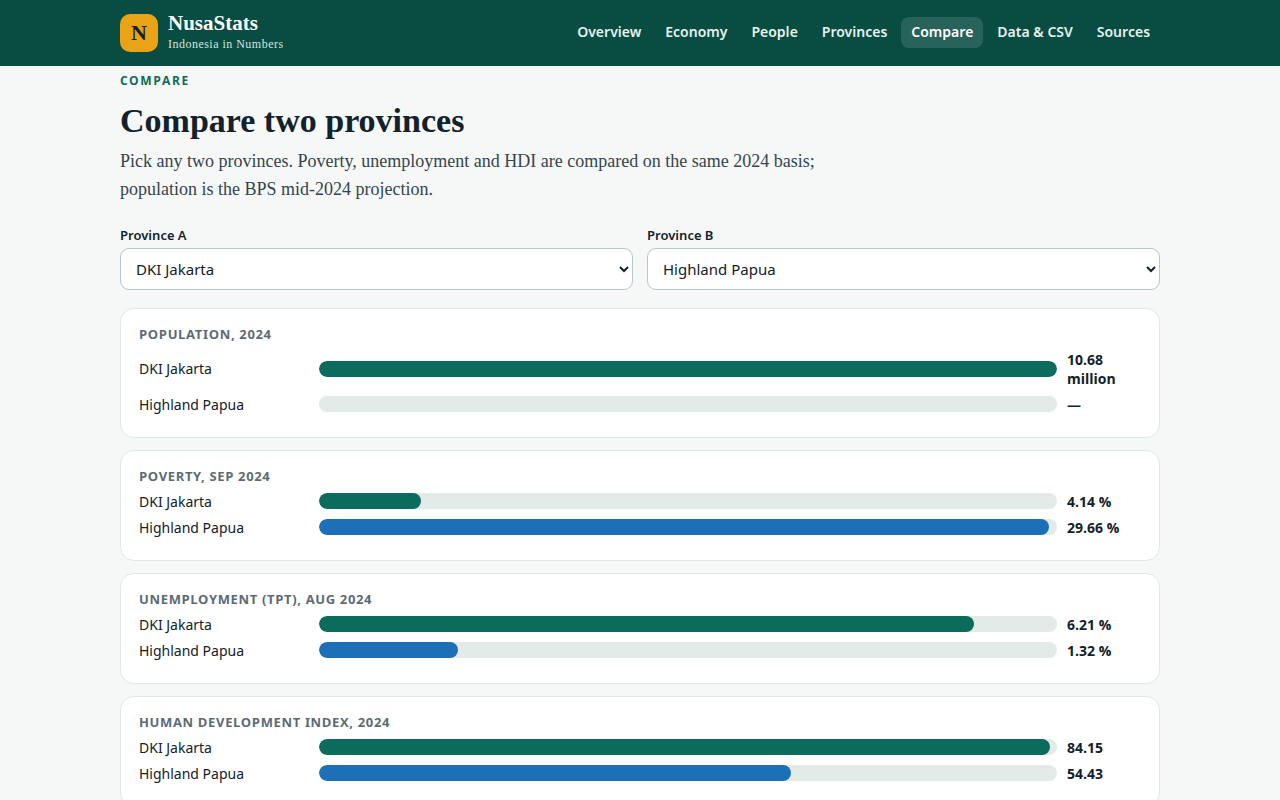 N
NusaStats
Indonesia in Numbers
Overview
Economy
People
Provinces
Compare
Data & CSV
Sources
COMPARE
Compare two provinces
Pick any two provinces. Poverty, unemployment and HDI are compared on the same 2024 basis;
population is the BPS mid-2024 projection.
Province A
Province B
DKI Jakarta
Highland Papua
POPULATION, 2024
DKI Jakarta
10.68
million
Highland Papua
—
POVERTY, SEP 2024
DKI Jakarta
4.14 %
Highland Papua
29.66 %
UNEMPLOYMENT (TPT), AUG 2024
DKI Jakarta
6.21 %
Highland Papua
1.32 %
HUMAN DEVELOPMENT INDEX, 2024
DKI Jakarta
84.15
Highland Papua
54.43